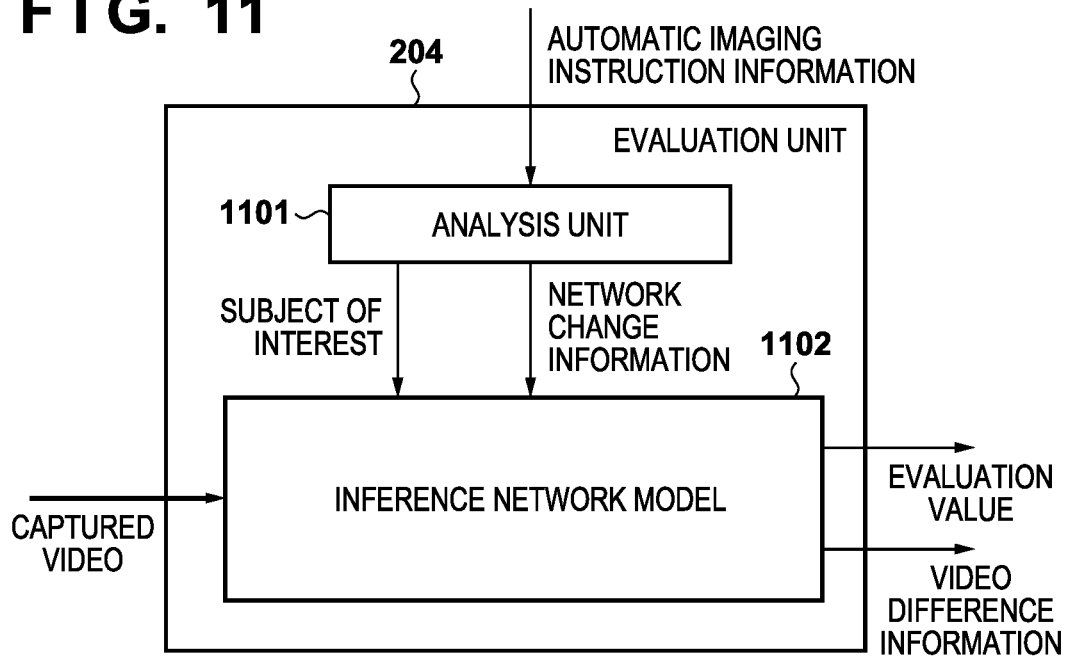 FIG. 11
204
AUTOMATIC IMAGING
INSTRUCTION INFORMATION
EVALUATION UNIT
1101
ANALYSIS UNIT
SUBJECT OF
INTEREST
NETWORK
CHANGE
INFORMATION
1102
INFERENCE NETWORK MODEL
CAPTURED
VIDEO
EVALUATION
VALUE
VIDEO
DIFFERENCE
INFORMATION